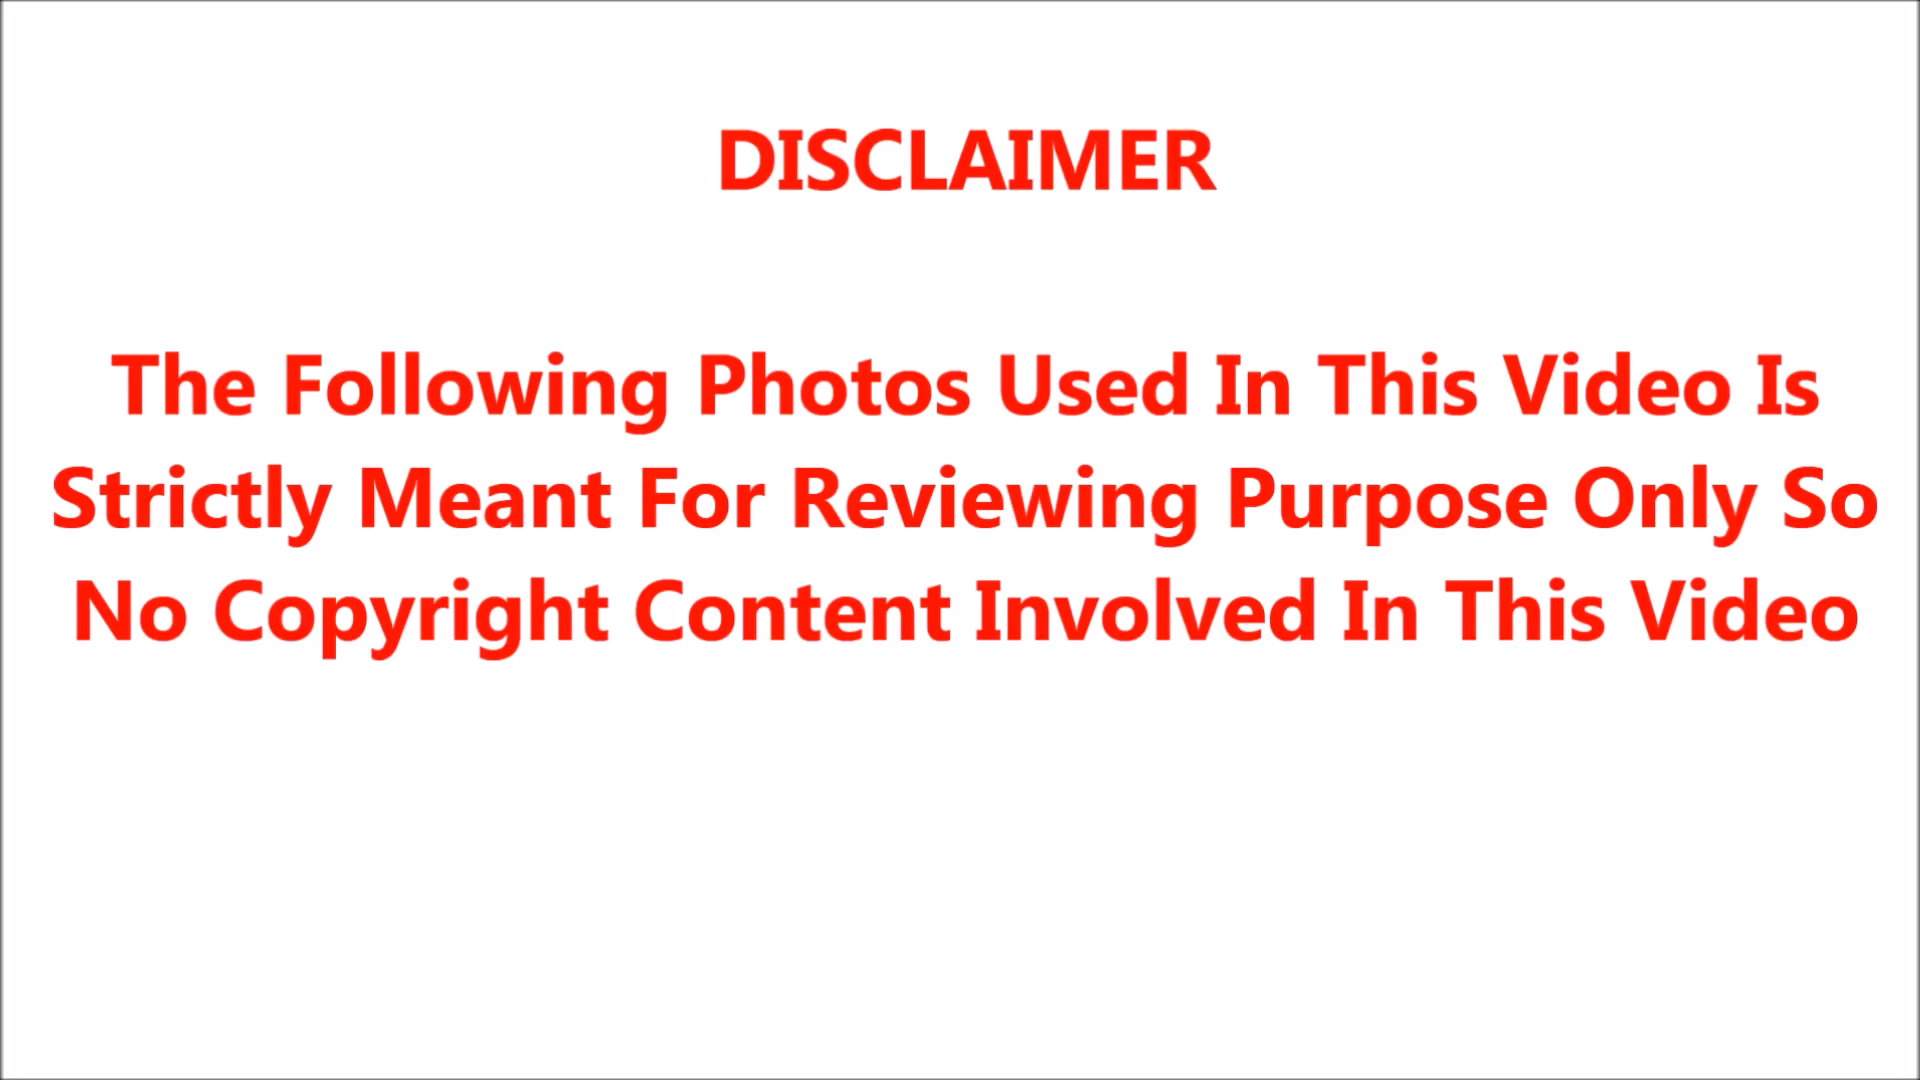 DISCLAIMER
The Following Photos Used In This Video Is
Strictly Meant For Reviewing Purpose Only So
No Copyright Content Involved In This Video